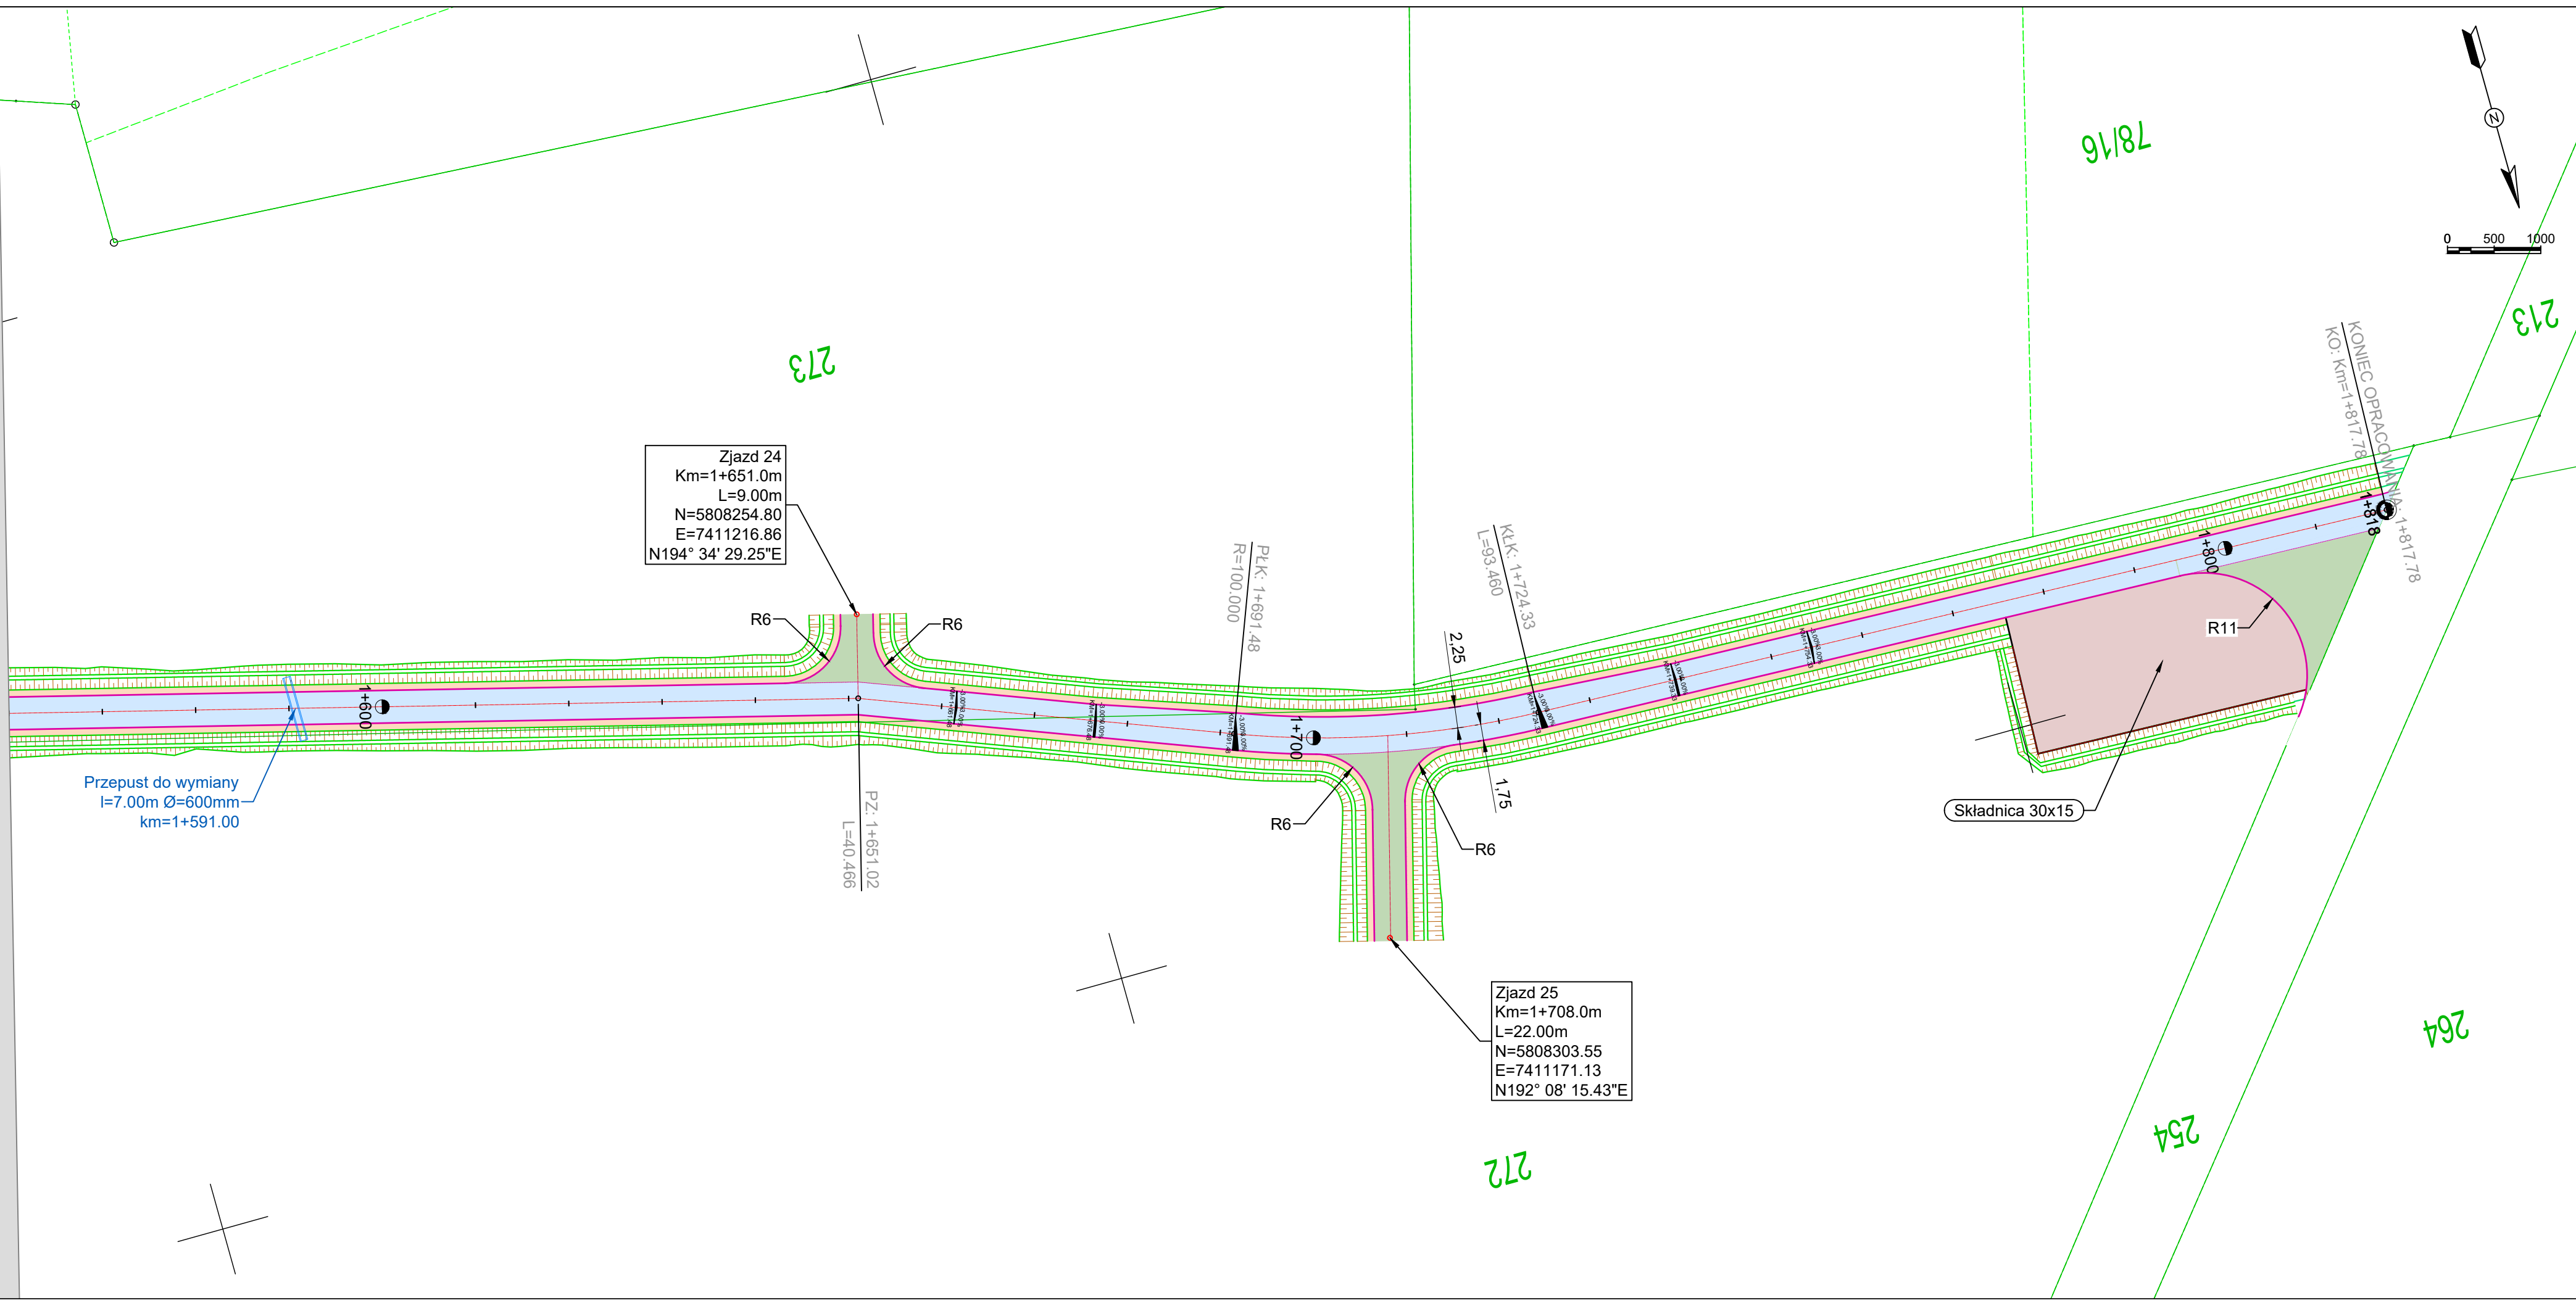 78/16
N
0 500 1000
213
KONIEC OPRACOWANIA: 1+817.78
KO: Km=1+817.78
273
Zjazd 24
Km=1+651.0m
L=9.00m
N=5808254.80
E=7411216.86
N194° 34' 29.25"E
R6
R6
PŁK: 1+691.48
R=100.000
KŁK: 1+724.33
L=93.460
1+818
1+800
R11
2,25
1,75
1+600
1+700
Przepust do wymiany
l=7.00m Ø=600mm
km=1+591.00
PZ: 1+651.02
L=40.466
R6
R6
Składnica 30x15
Zjazd 25
Km=1+708.0m
L=22.00m
N=5808303.55
E=7411171.13
N192° 08' 15.43"E
264
254
272